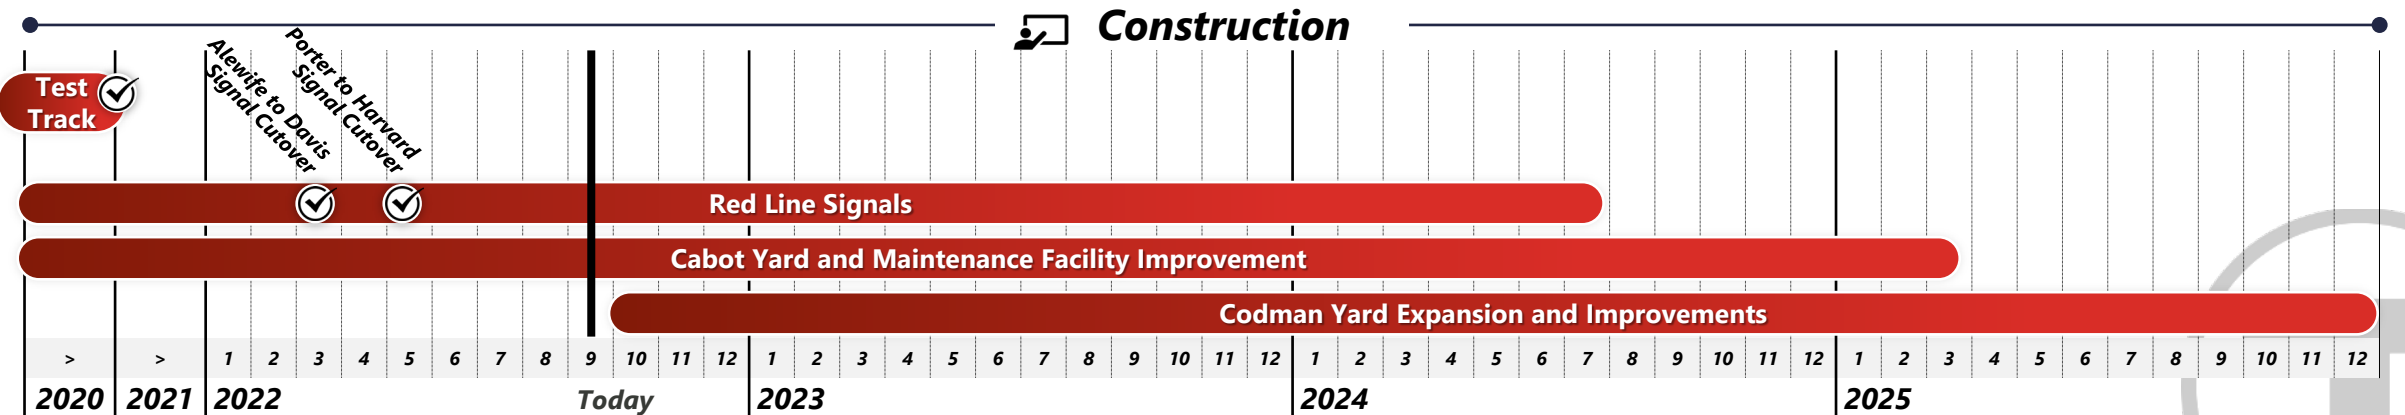 Construction
Test
Track
Alewife to Davis
Signal Cutover
Porter to Harvard
Signal Cutover
Red Line Signals
Cabot Yard and Maintenance Facility Improvement
Codman Yard Expansion and Improvements
> > 1 2 3 4 5 6 7 8 9 10 11 12 1 2 3 4 5 6 7 8 9 10 11 12 1 2 3 4 5 6 7 8 9 10 11 12 1 2 3 4 5 6 7 8 9 10 11 12
2020 2021 2022 Today 2023 2024 2025